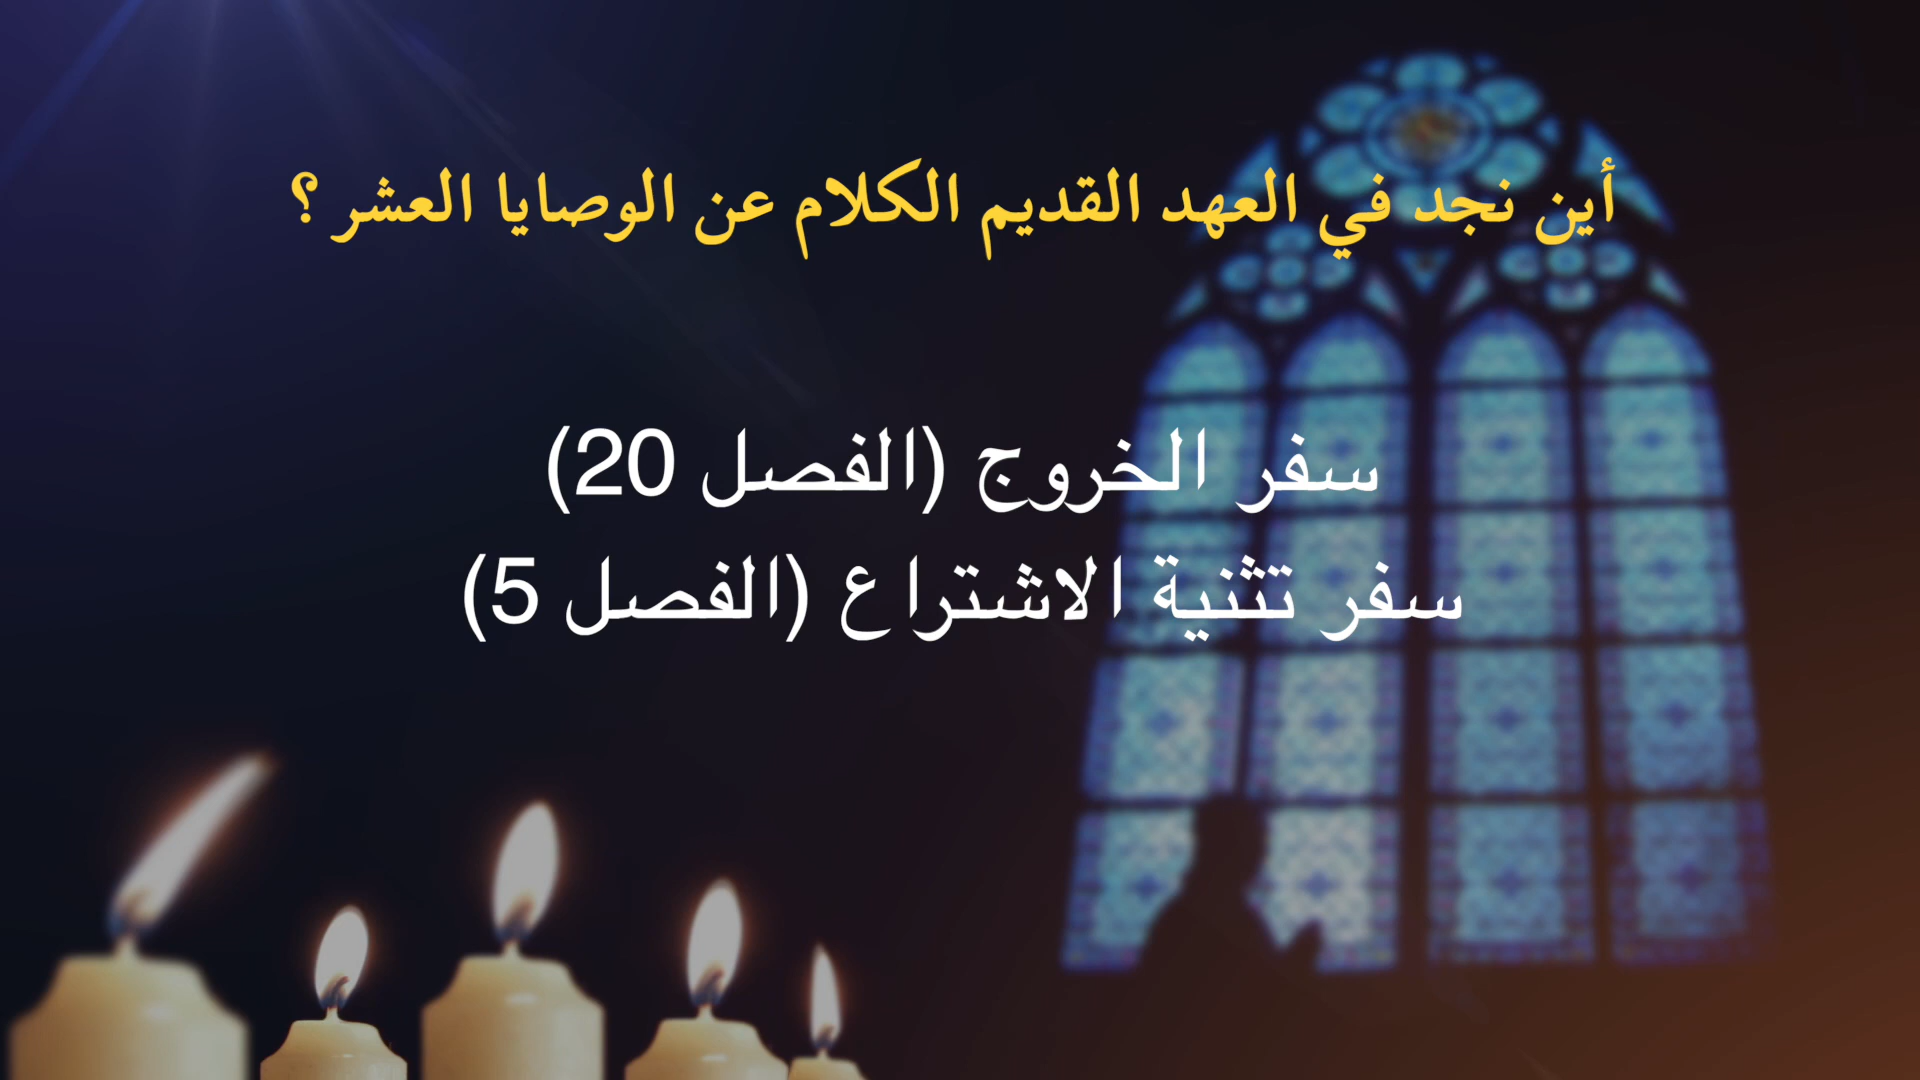 أين نجد في العهد القديم الكلام عن الوصايا العشر ؟
سفر الخروج (الفصل 20)
سفر تثنية الاشتراع (الفصل 5)